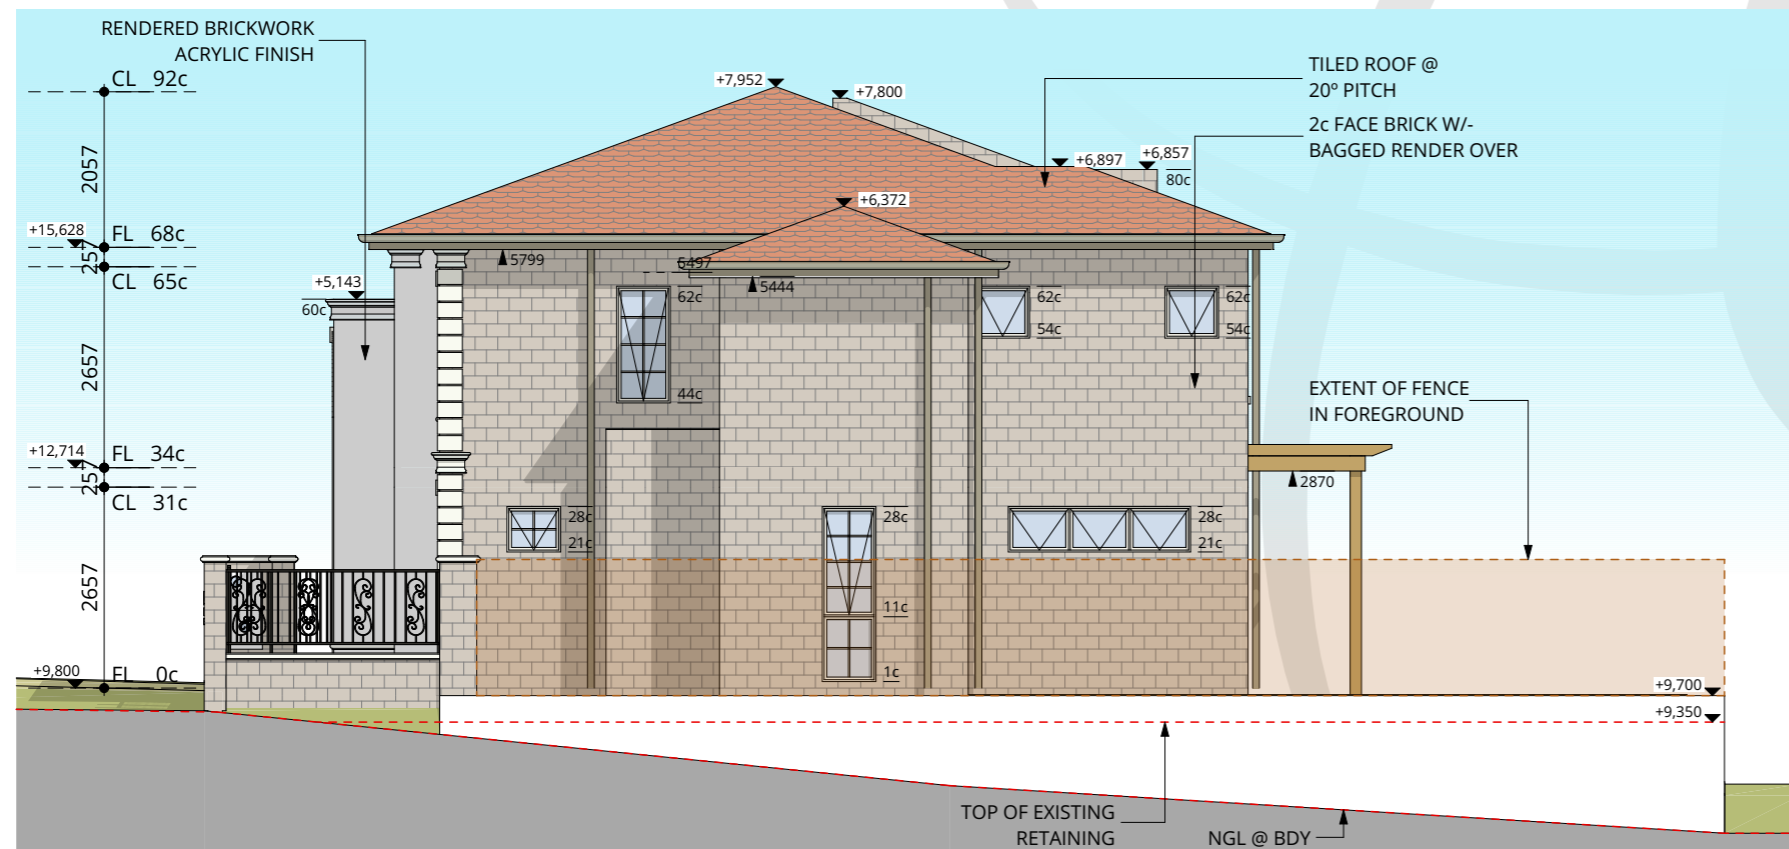 RENDERED BRICKWORK
ACRYLIC FINISH
CL 92c
2057
+15,628
FL 68c
257
CL 65c
+5,143
60c
2657
+12,714
FL 34c
257
CL 31c
2657
+9,800
FL 0c
+7,952
+7,800
+6,897
+6,857
80c
+6,372
TILED ROOF @
20º PITCH
2c FACE BRICK W/-
BAGGED RENDER OVER
5799
5497
5444
62c
44c
62c
54c
62c
54c
EXTENT OF FENCE
IN FOREGROUND
2870
28c
21c
28c
11c
1c
28c
21c
+9,700
+9,350
TOP OF EXISTING
RETAINING
NGL @ BDY